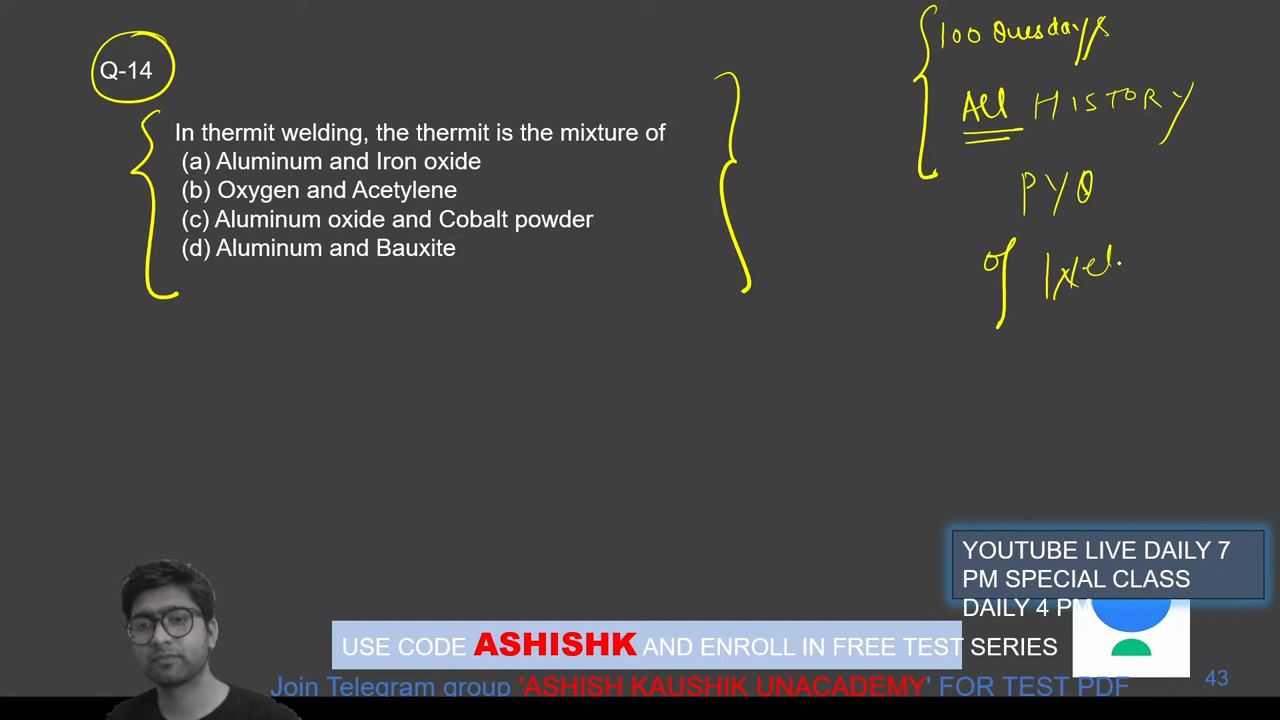 Q-14
In thermit welding, the thermit is the mixture of
(a) Aluminum and Iron oxide
(b) Oxygen and Acetylene
(c) Aluminum oxide and Cobalt powder
(d) Aluminum and Bauxite
100
All HISTORY
PYQ
of
YOUTUBE LIVE DAILY 7
PM SPECIAL CLASS
DAILY 4 PM
USE CODE ASHISHK AND ENROLL IN FREE TEST SERIES
Join Telegram group 'ASHISH KAUSHIK UNACADEMY' FOR TEST PDF
43